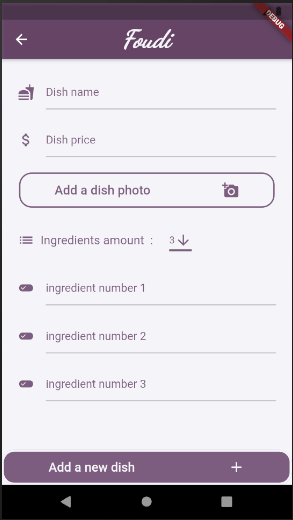 DEBUG
Foudi
Dish name
$ Dish price
Add a dish photo
Ingredients amount : 3
ingredient number 1
ingredient number 2
ingredient number 3
Add a new dish +